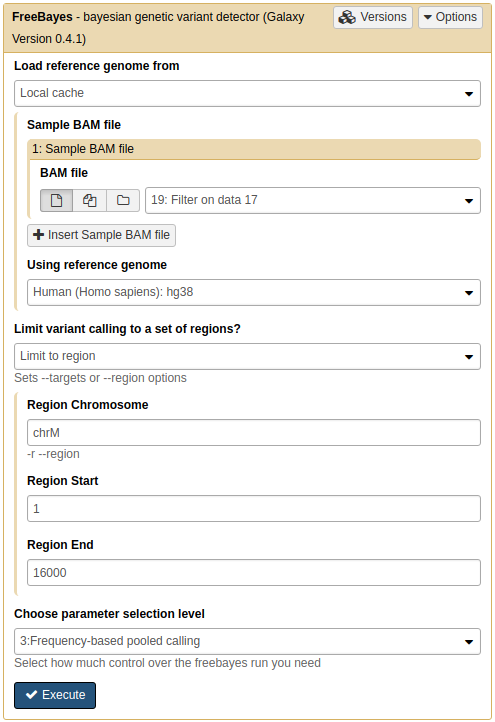 FreeBayes - bayesian genetic variant detector (Galaxy Version 0.4.1)
Versions
Options
Load reference genome from
Local cache
Sample BAM file
1: Sample BAM file
BAM file
19: Filter on data 17
Insert Sample BAM file
Using reference genome
Human (Homo sapiens): hg38
Limit variant calling to a set of regions?
Limit to region
Sets --targets or --region options
Region Chromosome
chrM
-r --region
Region Start
1
Region End
16000
Choose parameter selection level
3:Frequency-based pooled calling
Select how much control over the freebayes run you need
Execute